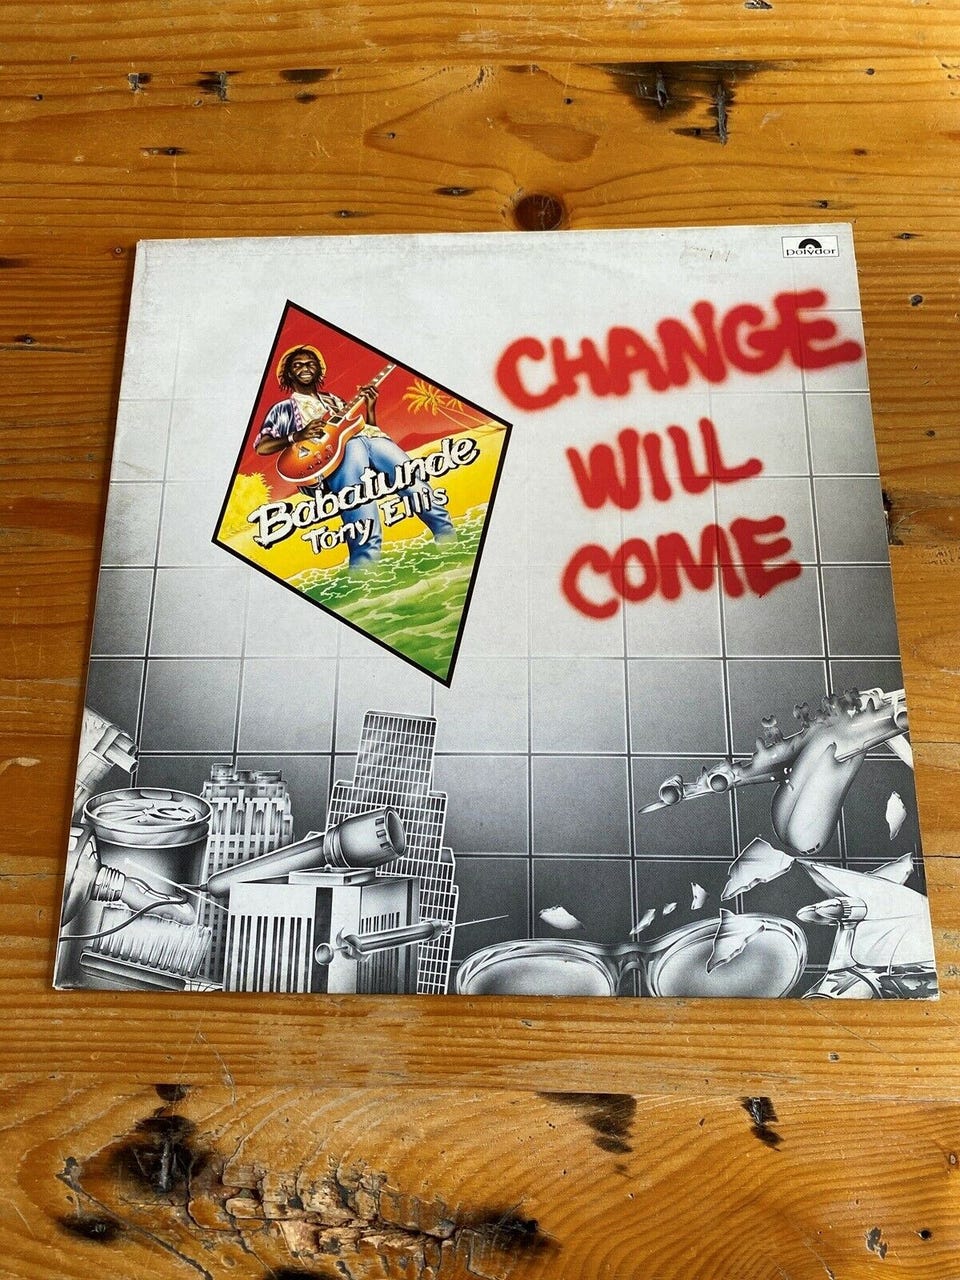 Polydor
CHANGE
WILL
COME
Babatunde
Tony Ellis